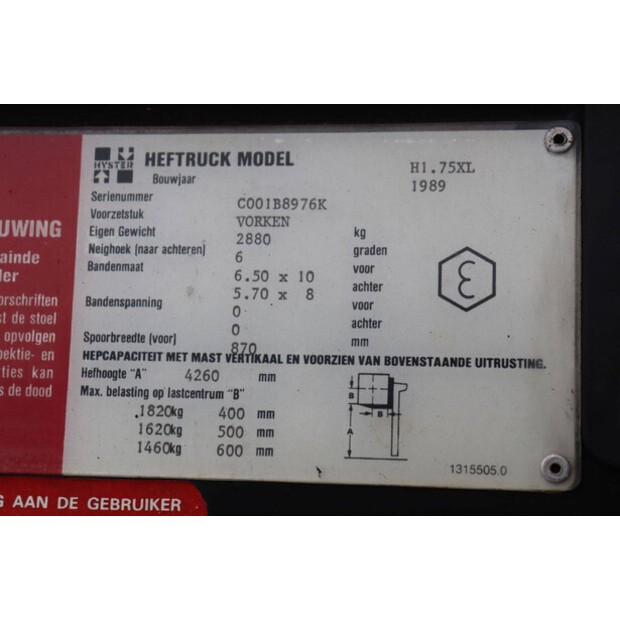 HYSTER
HEFTRUCK MODEL H1.75XL
Bouwjaar 1989
Serienummer C001B8976K
Voorzetstuk VORKEN
Eigen Gewicht 2880 kg
Neighoek (naar achteren) 6 graden
Bandenmaat 6.50 x 10 voor
5.70 x 8 achter
Bandenspanning 0 voor
0 achter
Spoorbreedte (voor) 870 mm
HEFCAPACITEIT MET MAST VERTIKAAL EN VOORZIEN VAN BOVENSTAANDE UITRUSTING.
Hefhoogte "A" 4260 mm
Max. belasting op lastcentrum "B"
1820kg 400 mm
1620kg 500 mm
1460kg 600 mm
B
B
A
1315505.0
UWING
ainde
ler
orschriften
st de stoel
opvolgen
pektie- en
ties kan
s de dood
G AAN DE GEBRUIKER